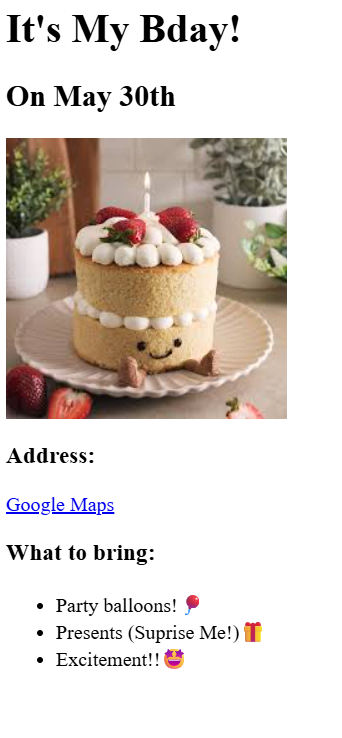 It's My Bday!
On May 30th
Address:
Google Maps
What to bring:
• Party balloons! 🎈
• Presents (Suprise Me!) 🎁
• Excitement!! 🤩